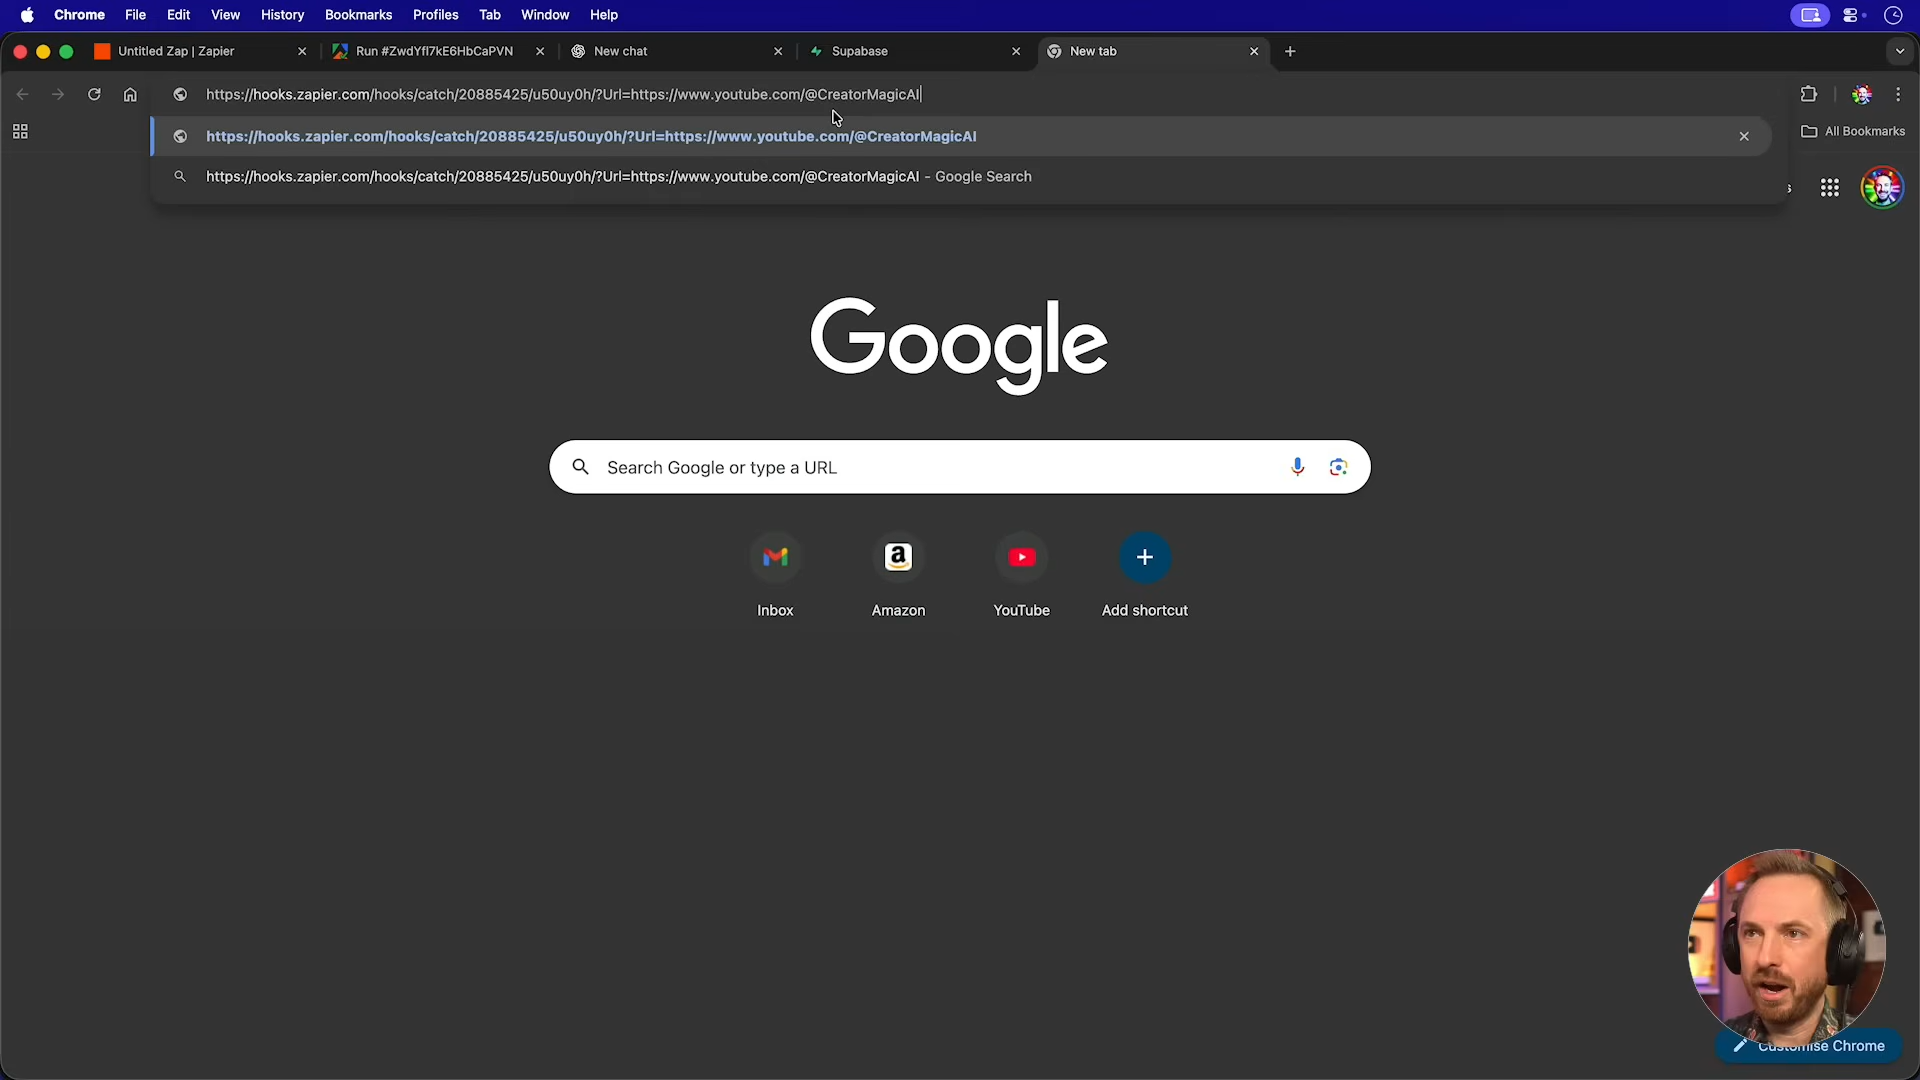 Chrome File Edit View History Bookmarks Profiles Tab Window Help
Untitled Zap | Zapier
Run #ZwdYfI7kE6HbCaPVN
New chat
Supabase
New tab
https://hooks.zapier.com/hooks/catch/20885425/u50uy0h/?Url=https://www.youtube.com/@CreatorMagicAI
https://hooks.zapier.com/hooks/catch/20885425/u50uy0h/?Url=https://www.youtube.com/@CreatorMagicAI
All Bookmarks
https://hooks.zapier.com/hooks/catch/20885425/u50uy0h/?Url=https://www.youtube.com/@CreatorMagicAI - Google Search
Google
Search Google or type a URL
Inbox
Amazon
YouTube
Add shortcut
Customise Chrome